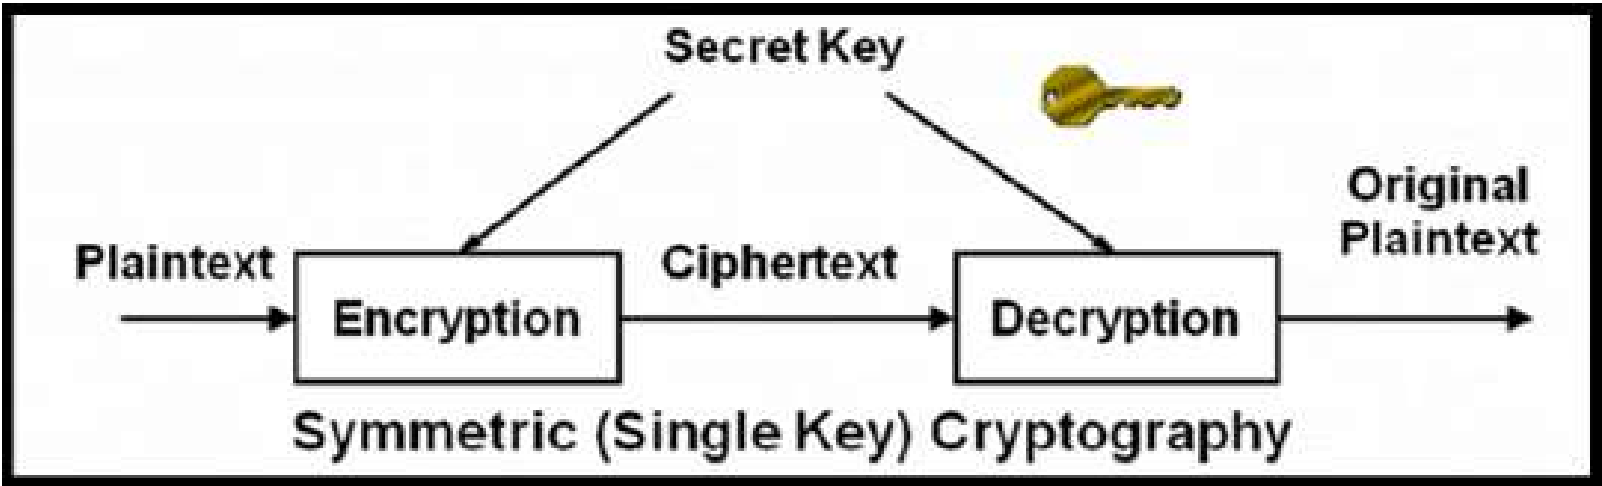 Secret Key
Original
Plaintext
Plaintext
Ciphertext
Encryption
Decryption
Symmetric (Single Key) Cryptography